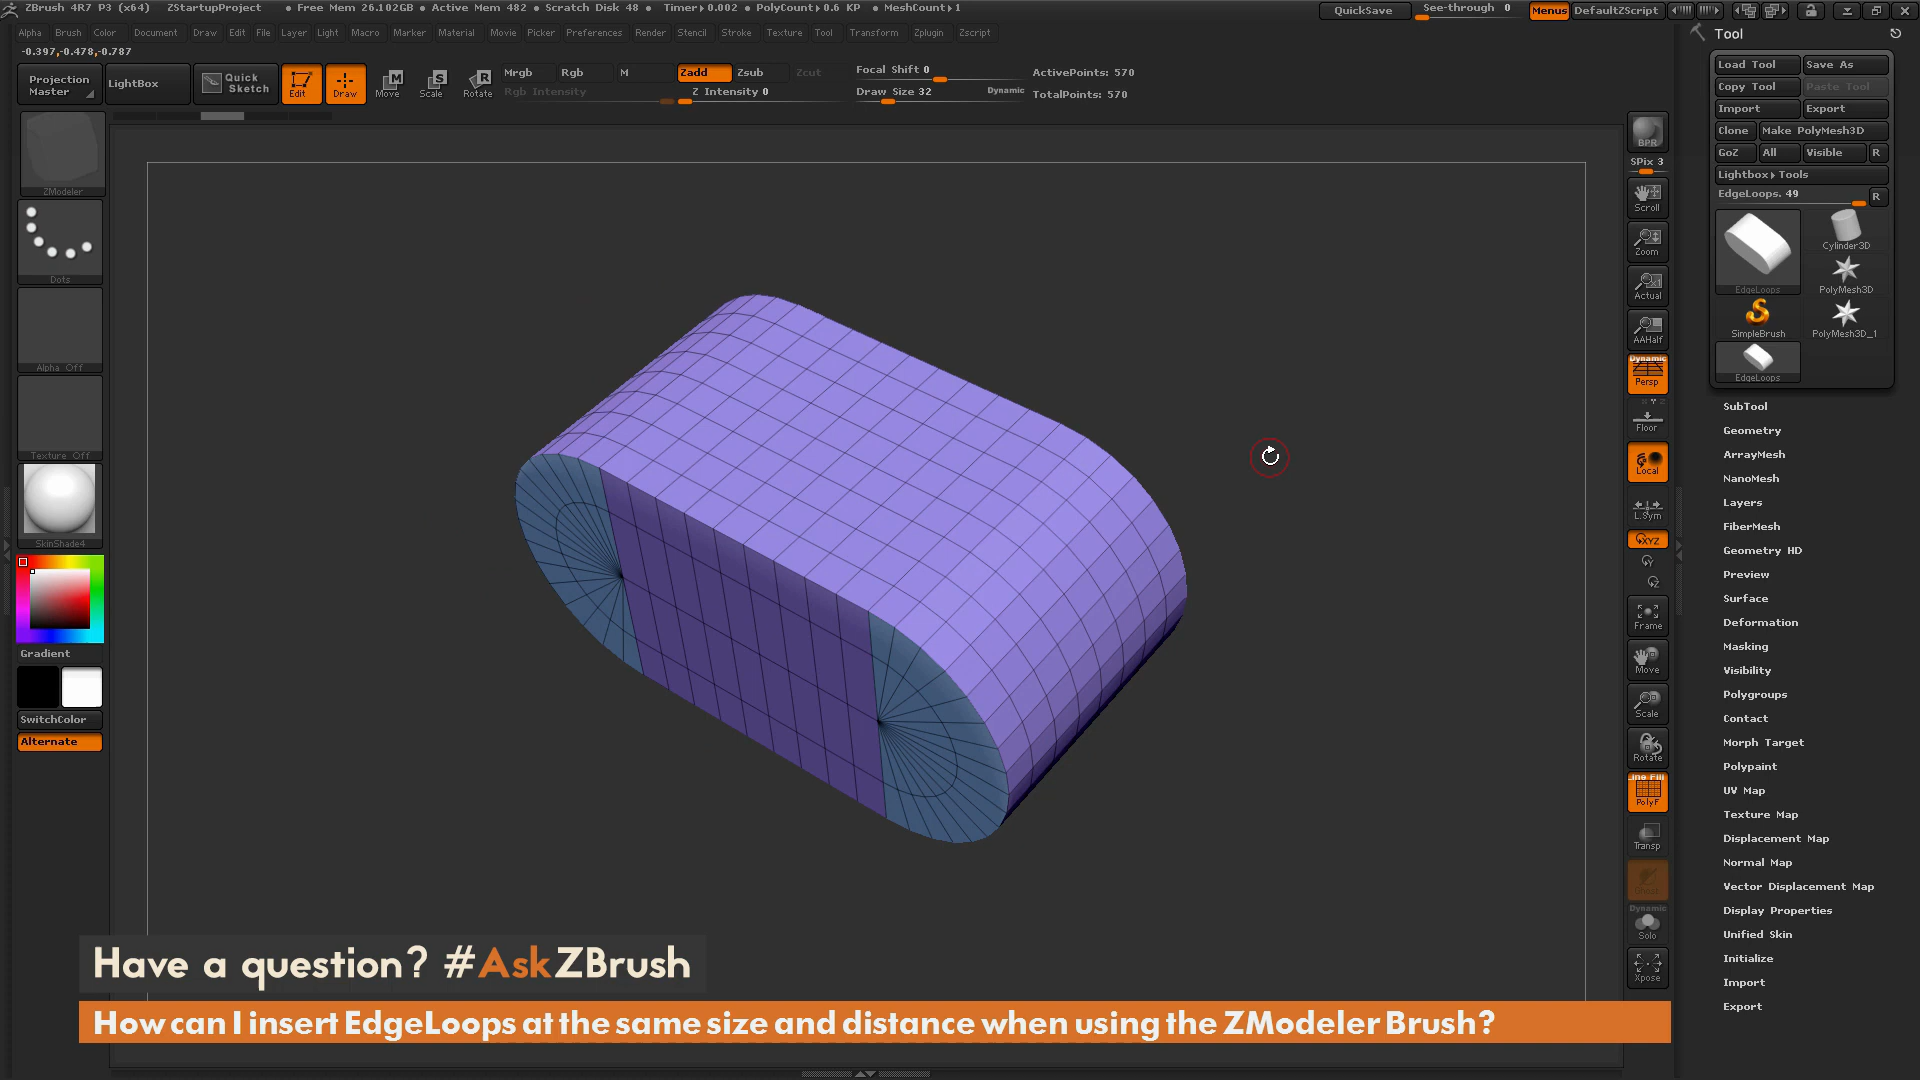 ZBrush 4R7 P3 (x64) ZStartupProject • Free Mem 26.102GB • Active Mem 482 • Scratch Disk 48 • Timer▸0.002 • PolyCount▸0.6 KP • MeshCount▸1 QuickSave See-through 0 Menus DefaultZScript
Alpha Brush Color Document Draw Edit File Layer Light Macro Marker Material Movie Picker Preferences Render Stencil Stroke Texture Tool Transform Zplugin Zscript
-0.397,-0.478,-0.787
Projection Master
LightBox
Quick Sketch
Edit
Draw
Move
Scale
Rotate
Mrgb Rgb M Zadd Zsub Zcut
Rgb Intensity Z Intensity 0
Focal Shift 0
Draw Size 32 Dynamic
ActivePoints: 570
TotalPoints: 570
ZModeler
Dots
Alpha Off
Texture Off
SkinShade4
Gradient
SwitchColor
Alternate
BPR
SPix 3
Scroll
Zoom
Actual
AAHalf
Dynamic
Persp
Floor
Local
L.Sym
XYZ
Y
Z
Frame
Move
Scale
Rotate
Line Fill
PolyF
Transp
Ghost
Dynamic
Solo
Xpose
Tool
Load Tool Save As
Copy Tool Paste Tool
Import Export
Clone Make PolyMesh3D
GoZ All Visible R
Lightbox▸Tools
EdgeLoops. 49 R
EdgeLoops
Cylinder3D
PolyMesh3D
SimpleBrush
PolyMesh3D_1
EdgeLoops
SubTool
Geometry
ArrayMesh
NanoMesh
Layers
FiberMesh
Geometry HD
Preview
Surface
Deformation
Masking
Visibility
Polygroups
Contact
Morph Target
Polypaint
UV Map
Texture Map
Displacement Map
Normal Map
Vector Displacement Map
Display Properties
Unified Skin
Initialize
Import
Export
Have a question? #AskZBrush
How can I insert EdgeLoops at the same size and distance when using the ZModeler Brush?